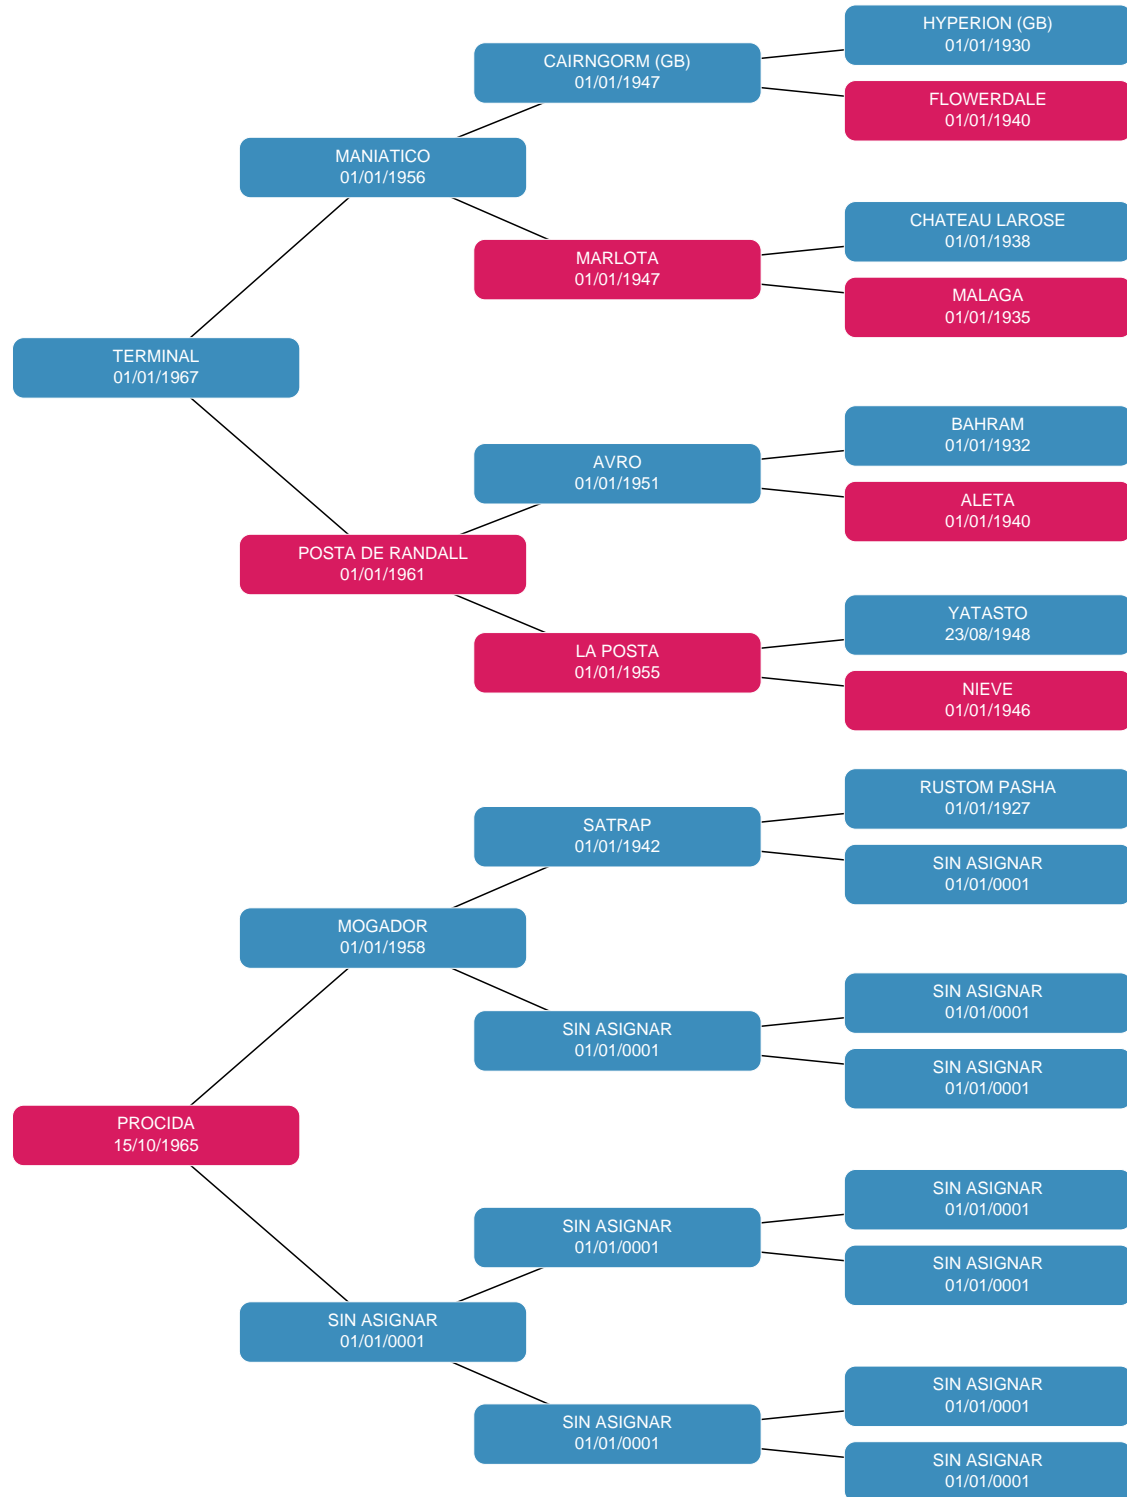 HYPERION (GB)
01/01/1930
CAIRNGORM (GB)
01/01/1947
FLOWERDALE
01/01/1940
MANIATICO
01/01/1956
CHATEAU LAROSE
01/01/1938
MARLOTA
01/01/1947
MALAGA
01/01/1935
TERMINAL
01/01/1967
BAHRAM
01/01/1932
AVRO
01/01/1951
ALETA
01/01/1940
POSTA DE RANDALL
01/01/1961
YATASTO
23/08/1948
LA POSTA
01/01/1955
NIEVE
01/01/1946
RUSTOM PASHA
01/01/1927
SATRAP
01/01/1942
SIN ASIGNAR
01/01/0001
MOGADOR
01/01/1958
SIN ASIGNAR
01/01/0001
SIN ASIGNAR
01/01/0001
SIN ASIGNAR
01/01/0001
PROCIDA
15/10/1965
SIN ASIGNAR
01/01/0001
SIN ASIGNAR
01/01/0001
SIN ASIGNAR
01/01/0001
SIN ASIGNAR
01/01/0001
SIN ASIGNAR
01/01/0001
SIN ASIGNAR
01/01/0001
SIN ASIGNAR
01/01/0001